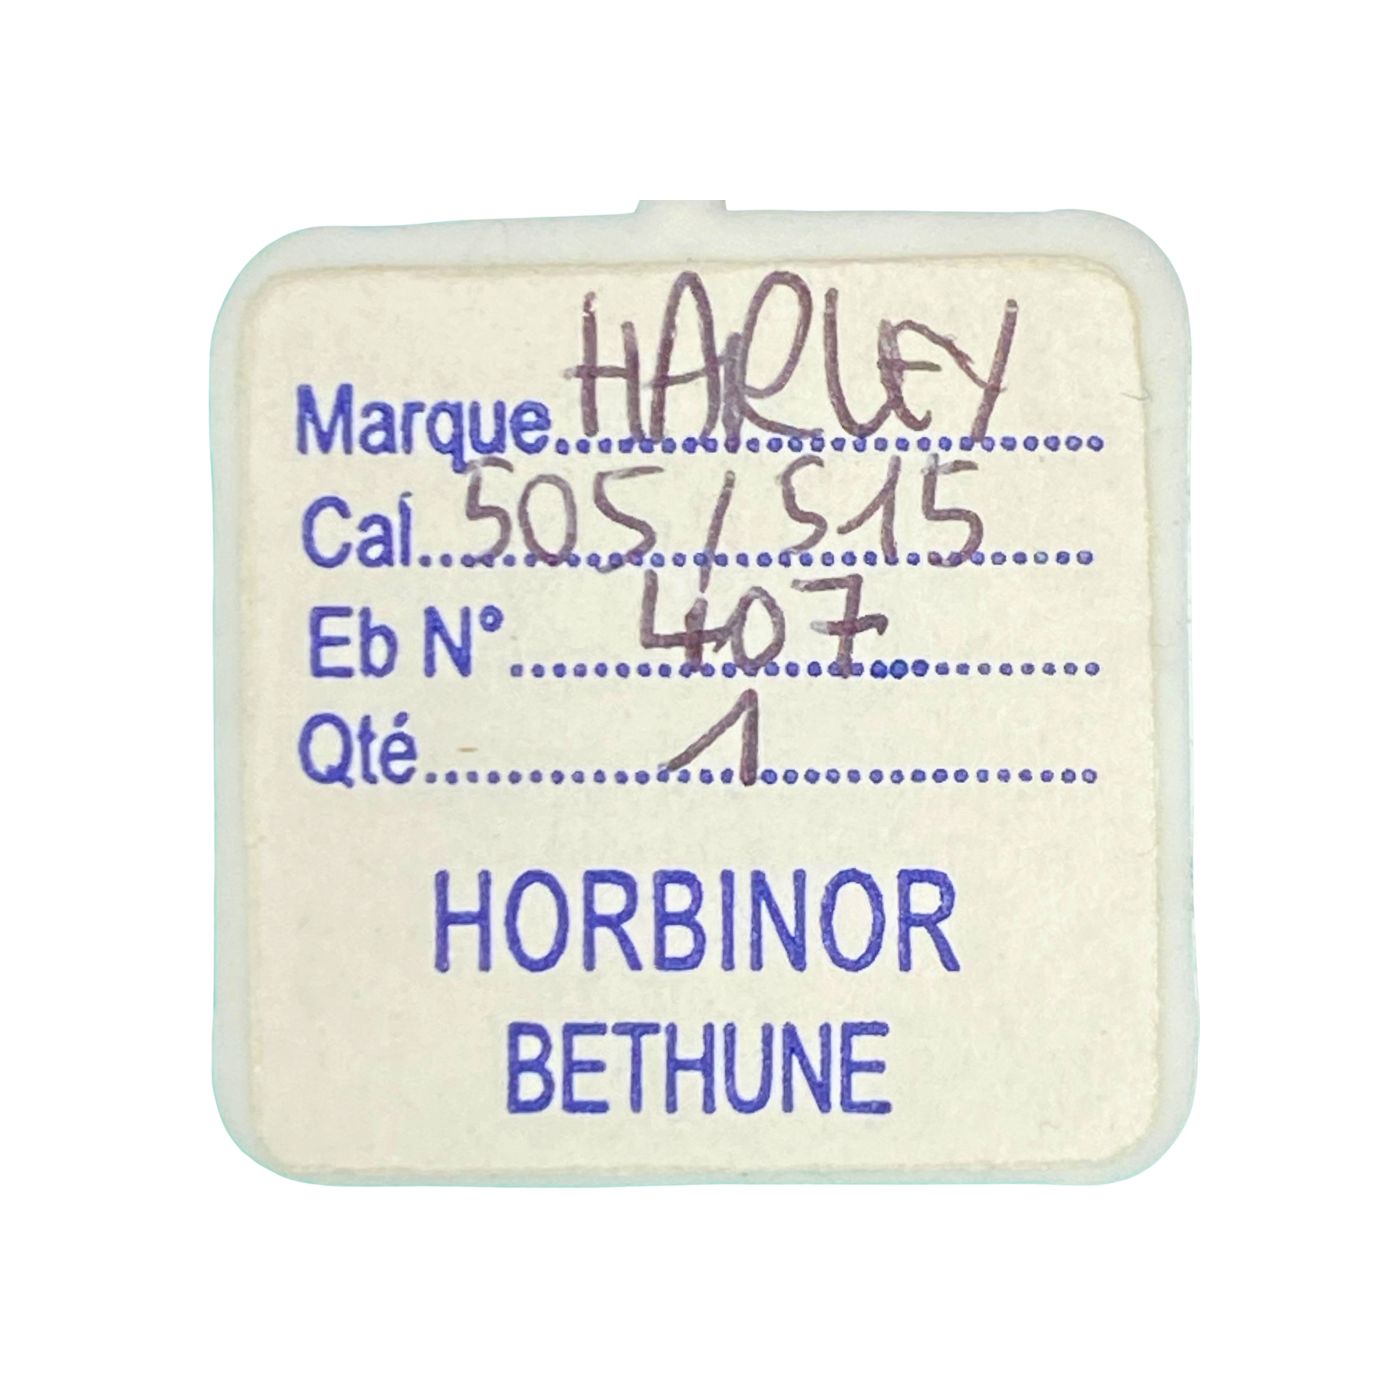 Marque HARLEY
Cal. 505/515
Eb N° 407
Qté 1
HORBINOR
BETHUNE